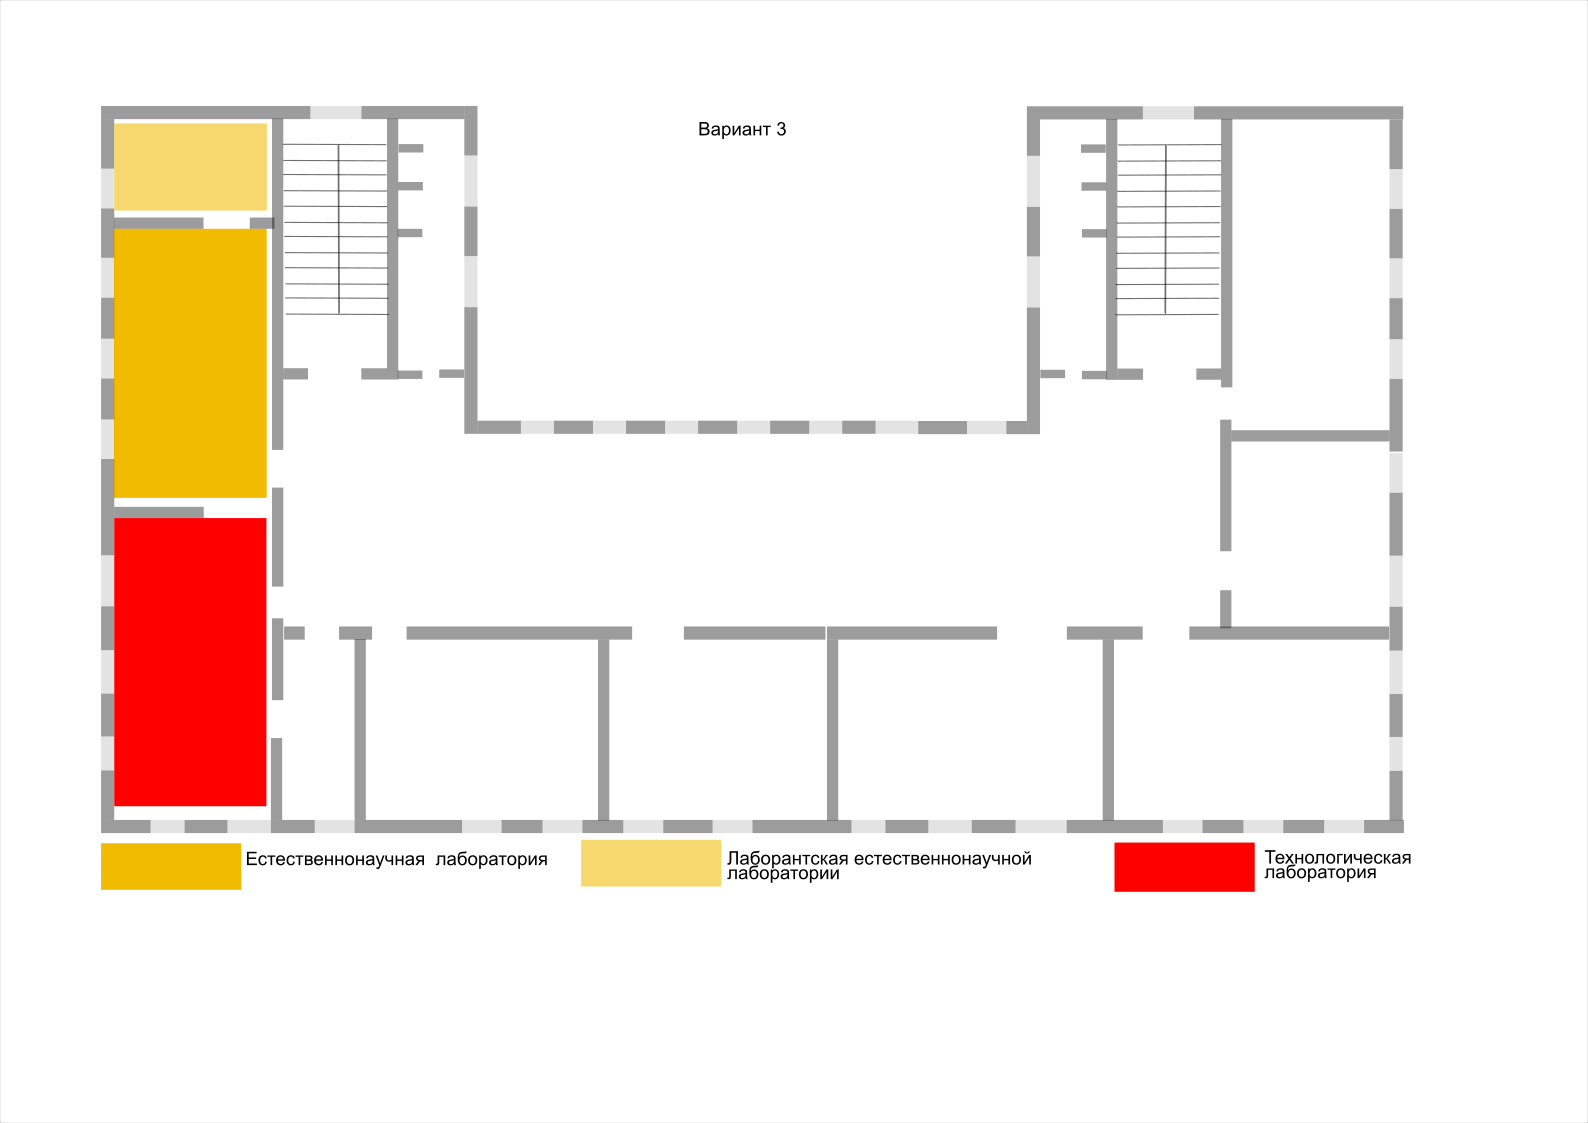 Вариант 3
Естественнонаучная лаборатория
Лаборантская естественнонаучной
лаборатории
Технологическая
лаборатория